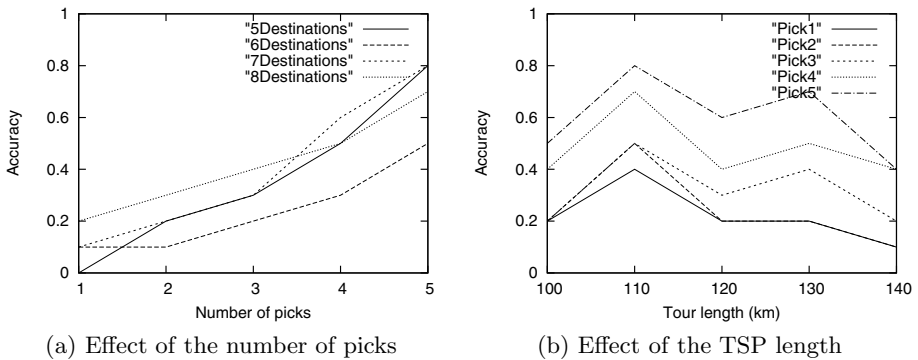 1
0.8
0.6
0.4
0.2
0
Accuracy
"5Destinations"
"6Destinations"
"7Destinations"
"8Destinations"
1 2 3 4 5
Number of picks
(a) Effect of the number of picks
1
0.8
0.6
0.4
0.2
0
Accuracy
"Pick1"
"Pick2"
"Pick3"
"Pick4"
"Pick5"
100 110 120 130 140
Tour length (km)
(b) Effect of the TSP length